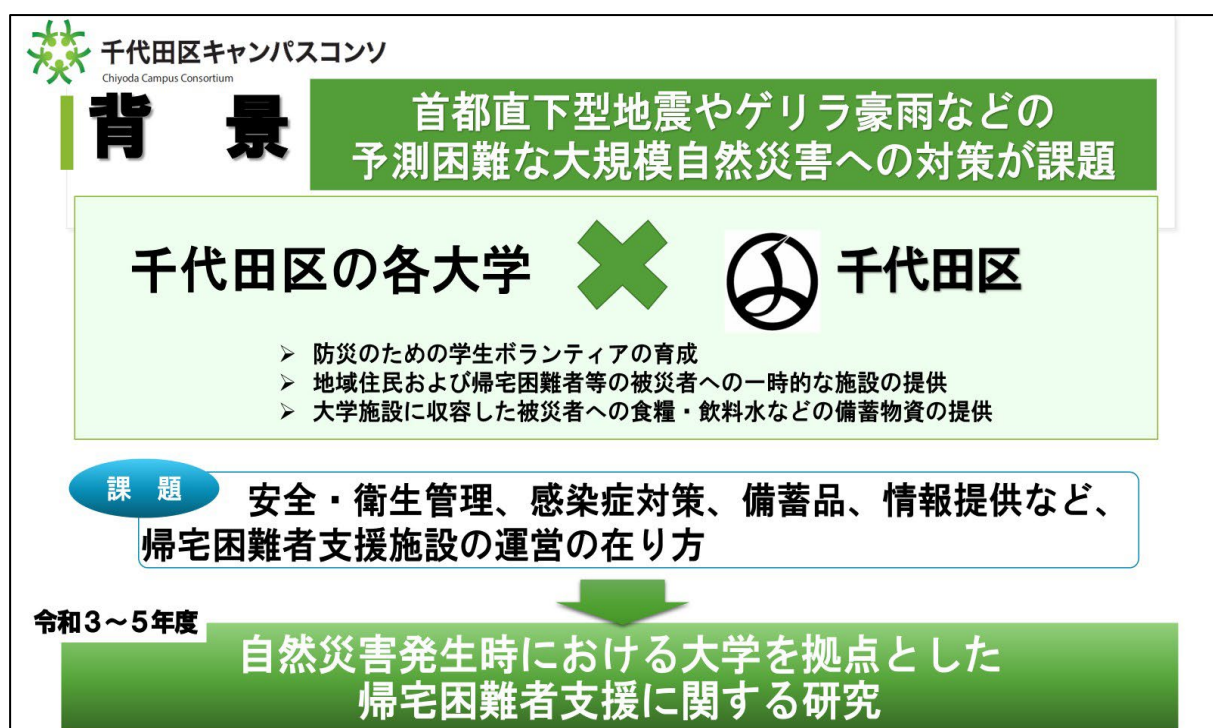 千代田区キャンパスコンソ
Chiyoda Campus Consortium
背 景
首都直下型地震やゲリラ豪雨などの
予測困難な大規模自然災害への対策が課題
千代田区の各大学
千代田区
➢ 防災のための学生ボランティアの育成
➢ 地域住民および帰宅困難者等の被災者への一時的な施設の提供
➢ 大学施設に収容した被災者への食糧・飲料水などの備蓄物資の提供
課 題
安全・衛生管理、感染症対策、備蓄品、情報提供など、
帰宅困難者支援施設の運営の在り方
令和3～5年度
自然災害発生時における大学を拠点とした
帰宅困難者支援に関する研究